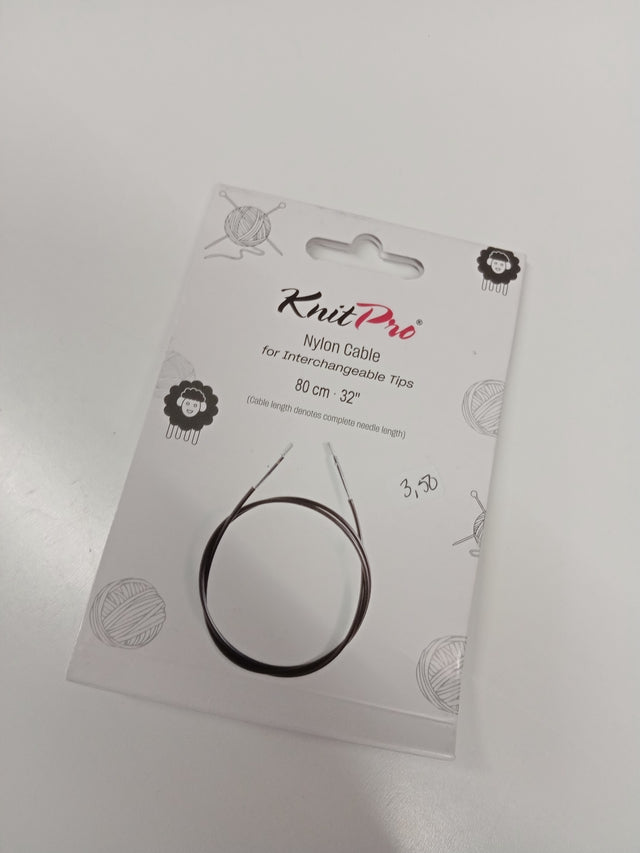 KnitPro®
Nylon Cable
for Interchangeable Tips
80 cm · 32"
(Cable length denotes complete needle length)
3,50